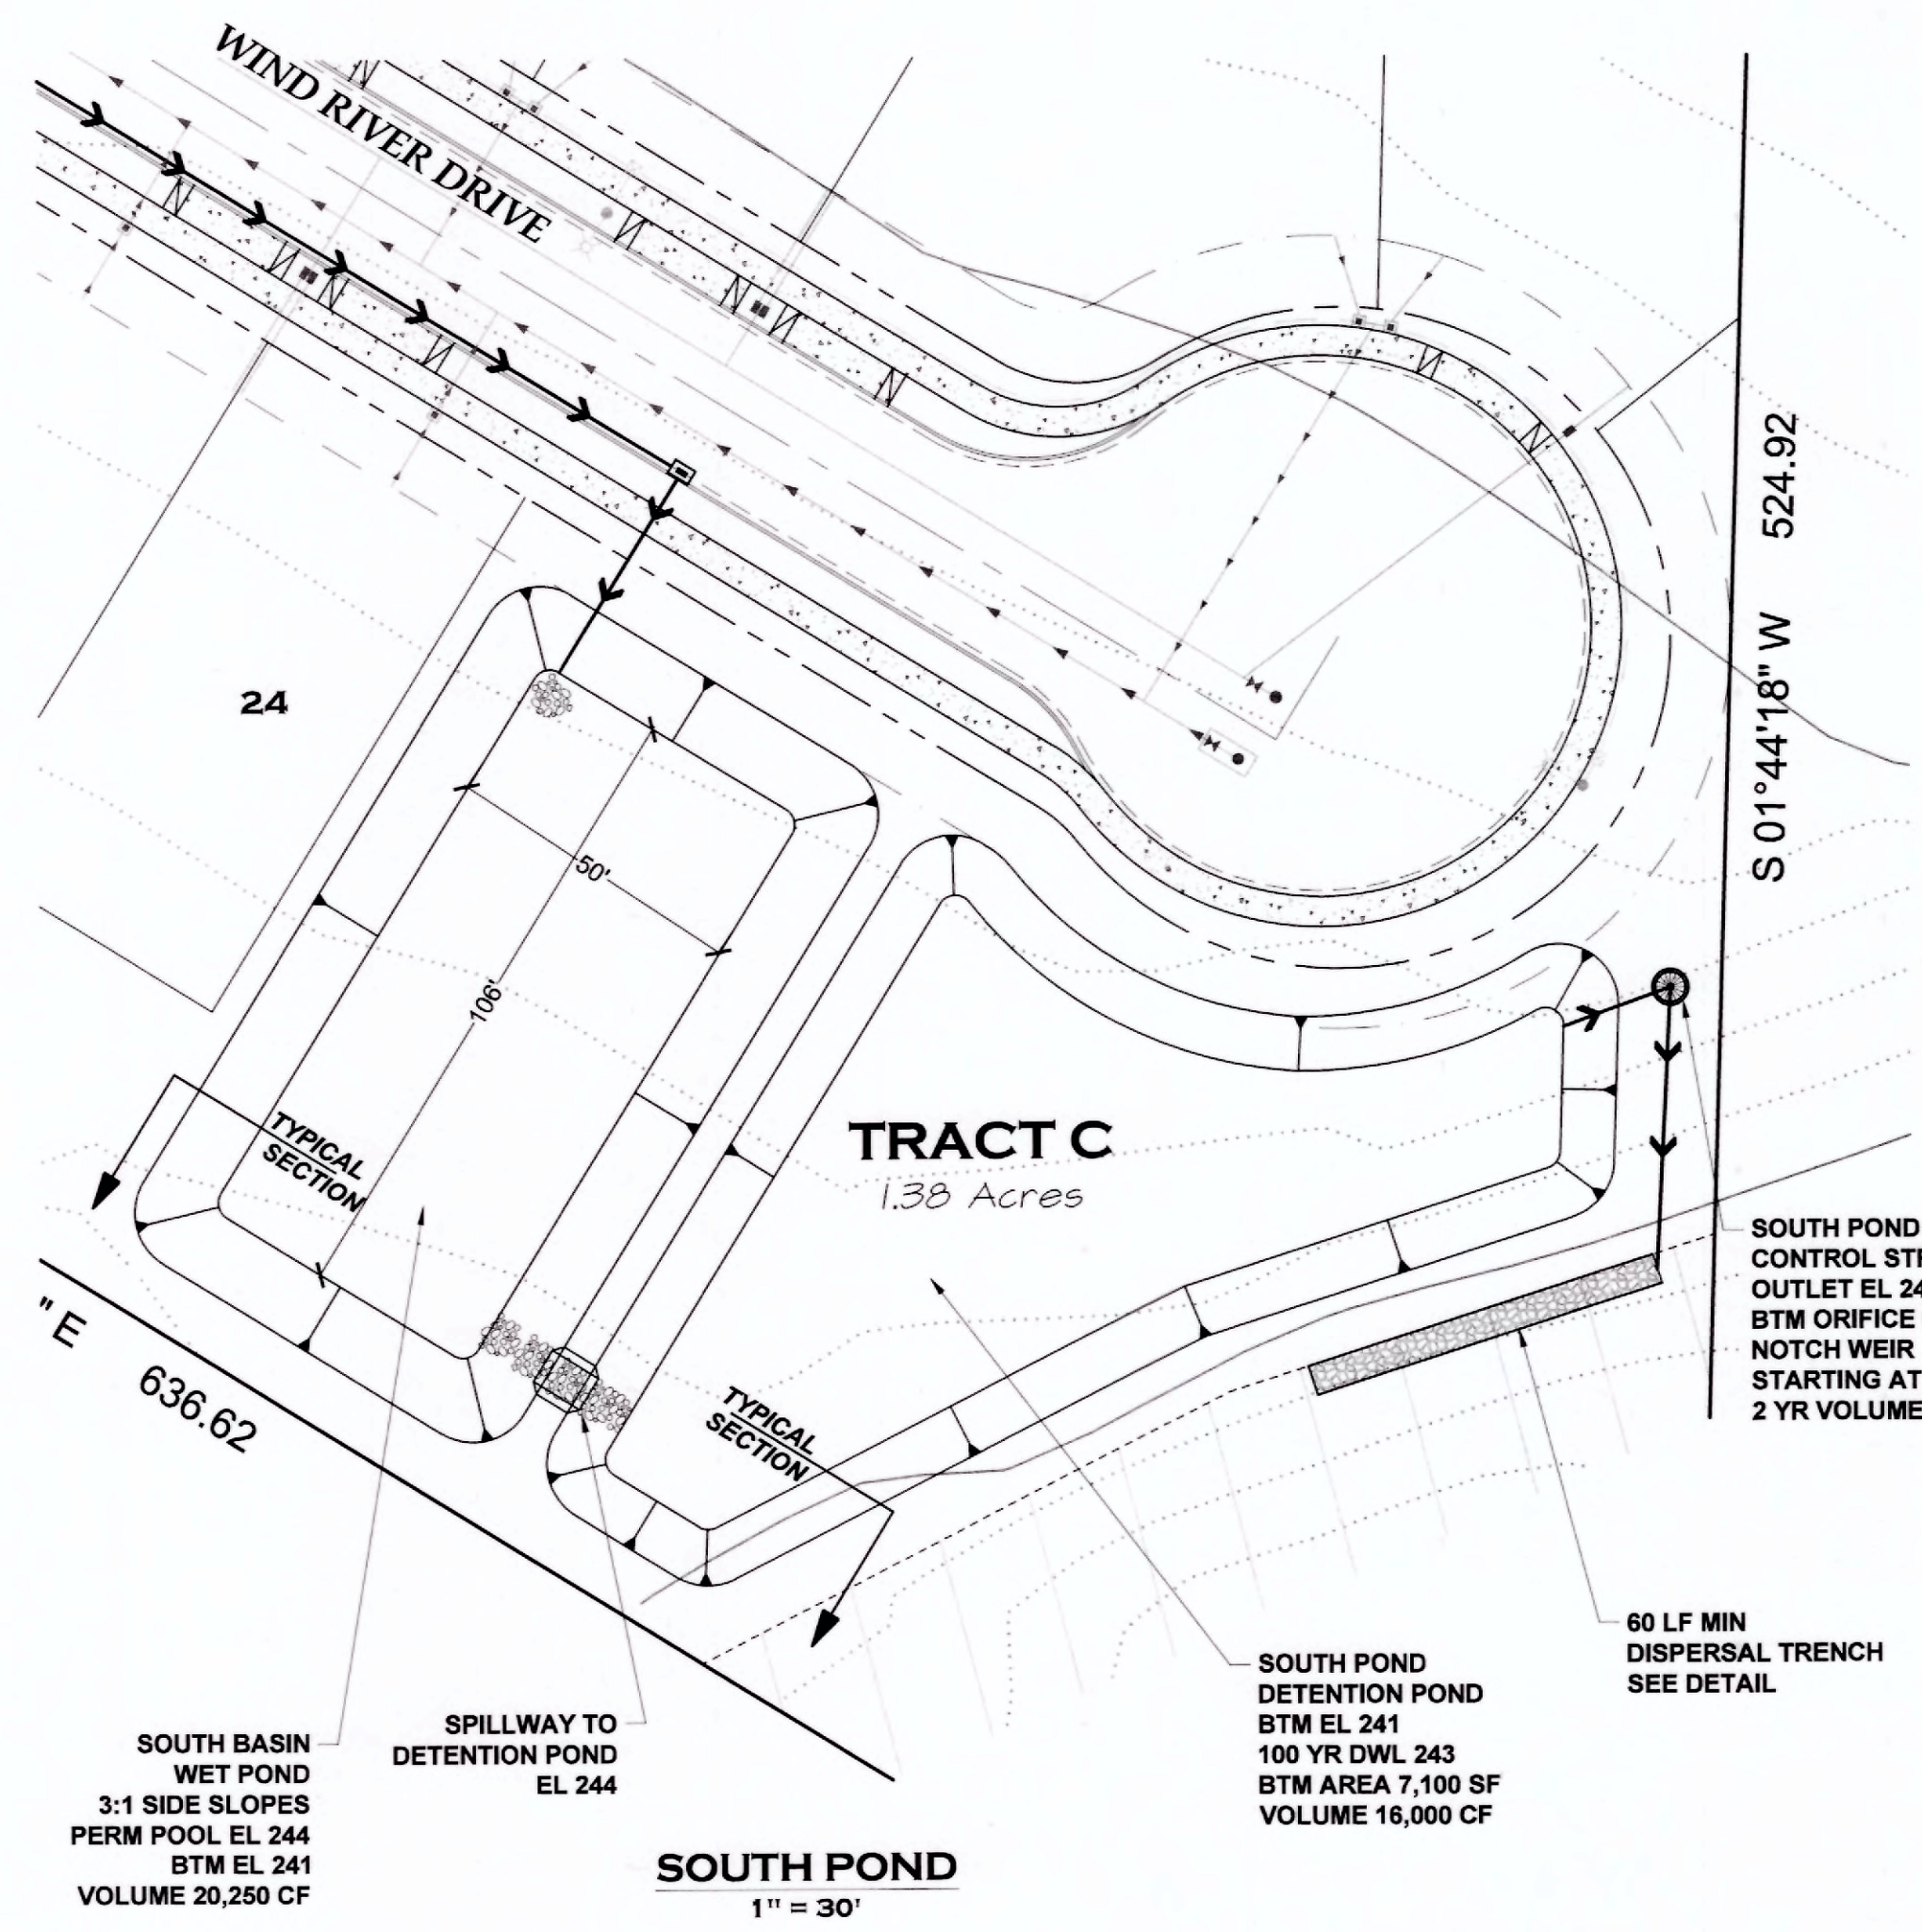 WIND RIVER DRIVE
524.92
S 01°44'18" W
24
50'
106'
TYPICAL
SECTION
TRACT C
1.38 Acres
" E
636.62
TYPICAL
SECTION
SOUTH POND
CONTROL
OUTLET EL
BTM ORIFICE
NOTCH WEIR
STARTING AT
2 YR VOLUME
60 LF MIN
DISPERSAL TRENCH
SEE DETAIL
SOUTH POND
DETENTION POND
BTM EL 241
100 YR DWL 243
BTM AREA 7,100 SF
VOLUME 16,000 CF
SPILLWAY TO
DETENTION POND
EL 244
SOUTH BASIN
WET POND
3:1 SIDE SLOPES
PERM POOL EL 244
BTM EL 241
VOLUME 20,250 CF
SOUTH POND
1" = 30'